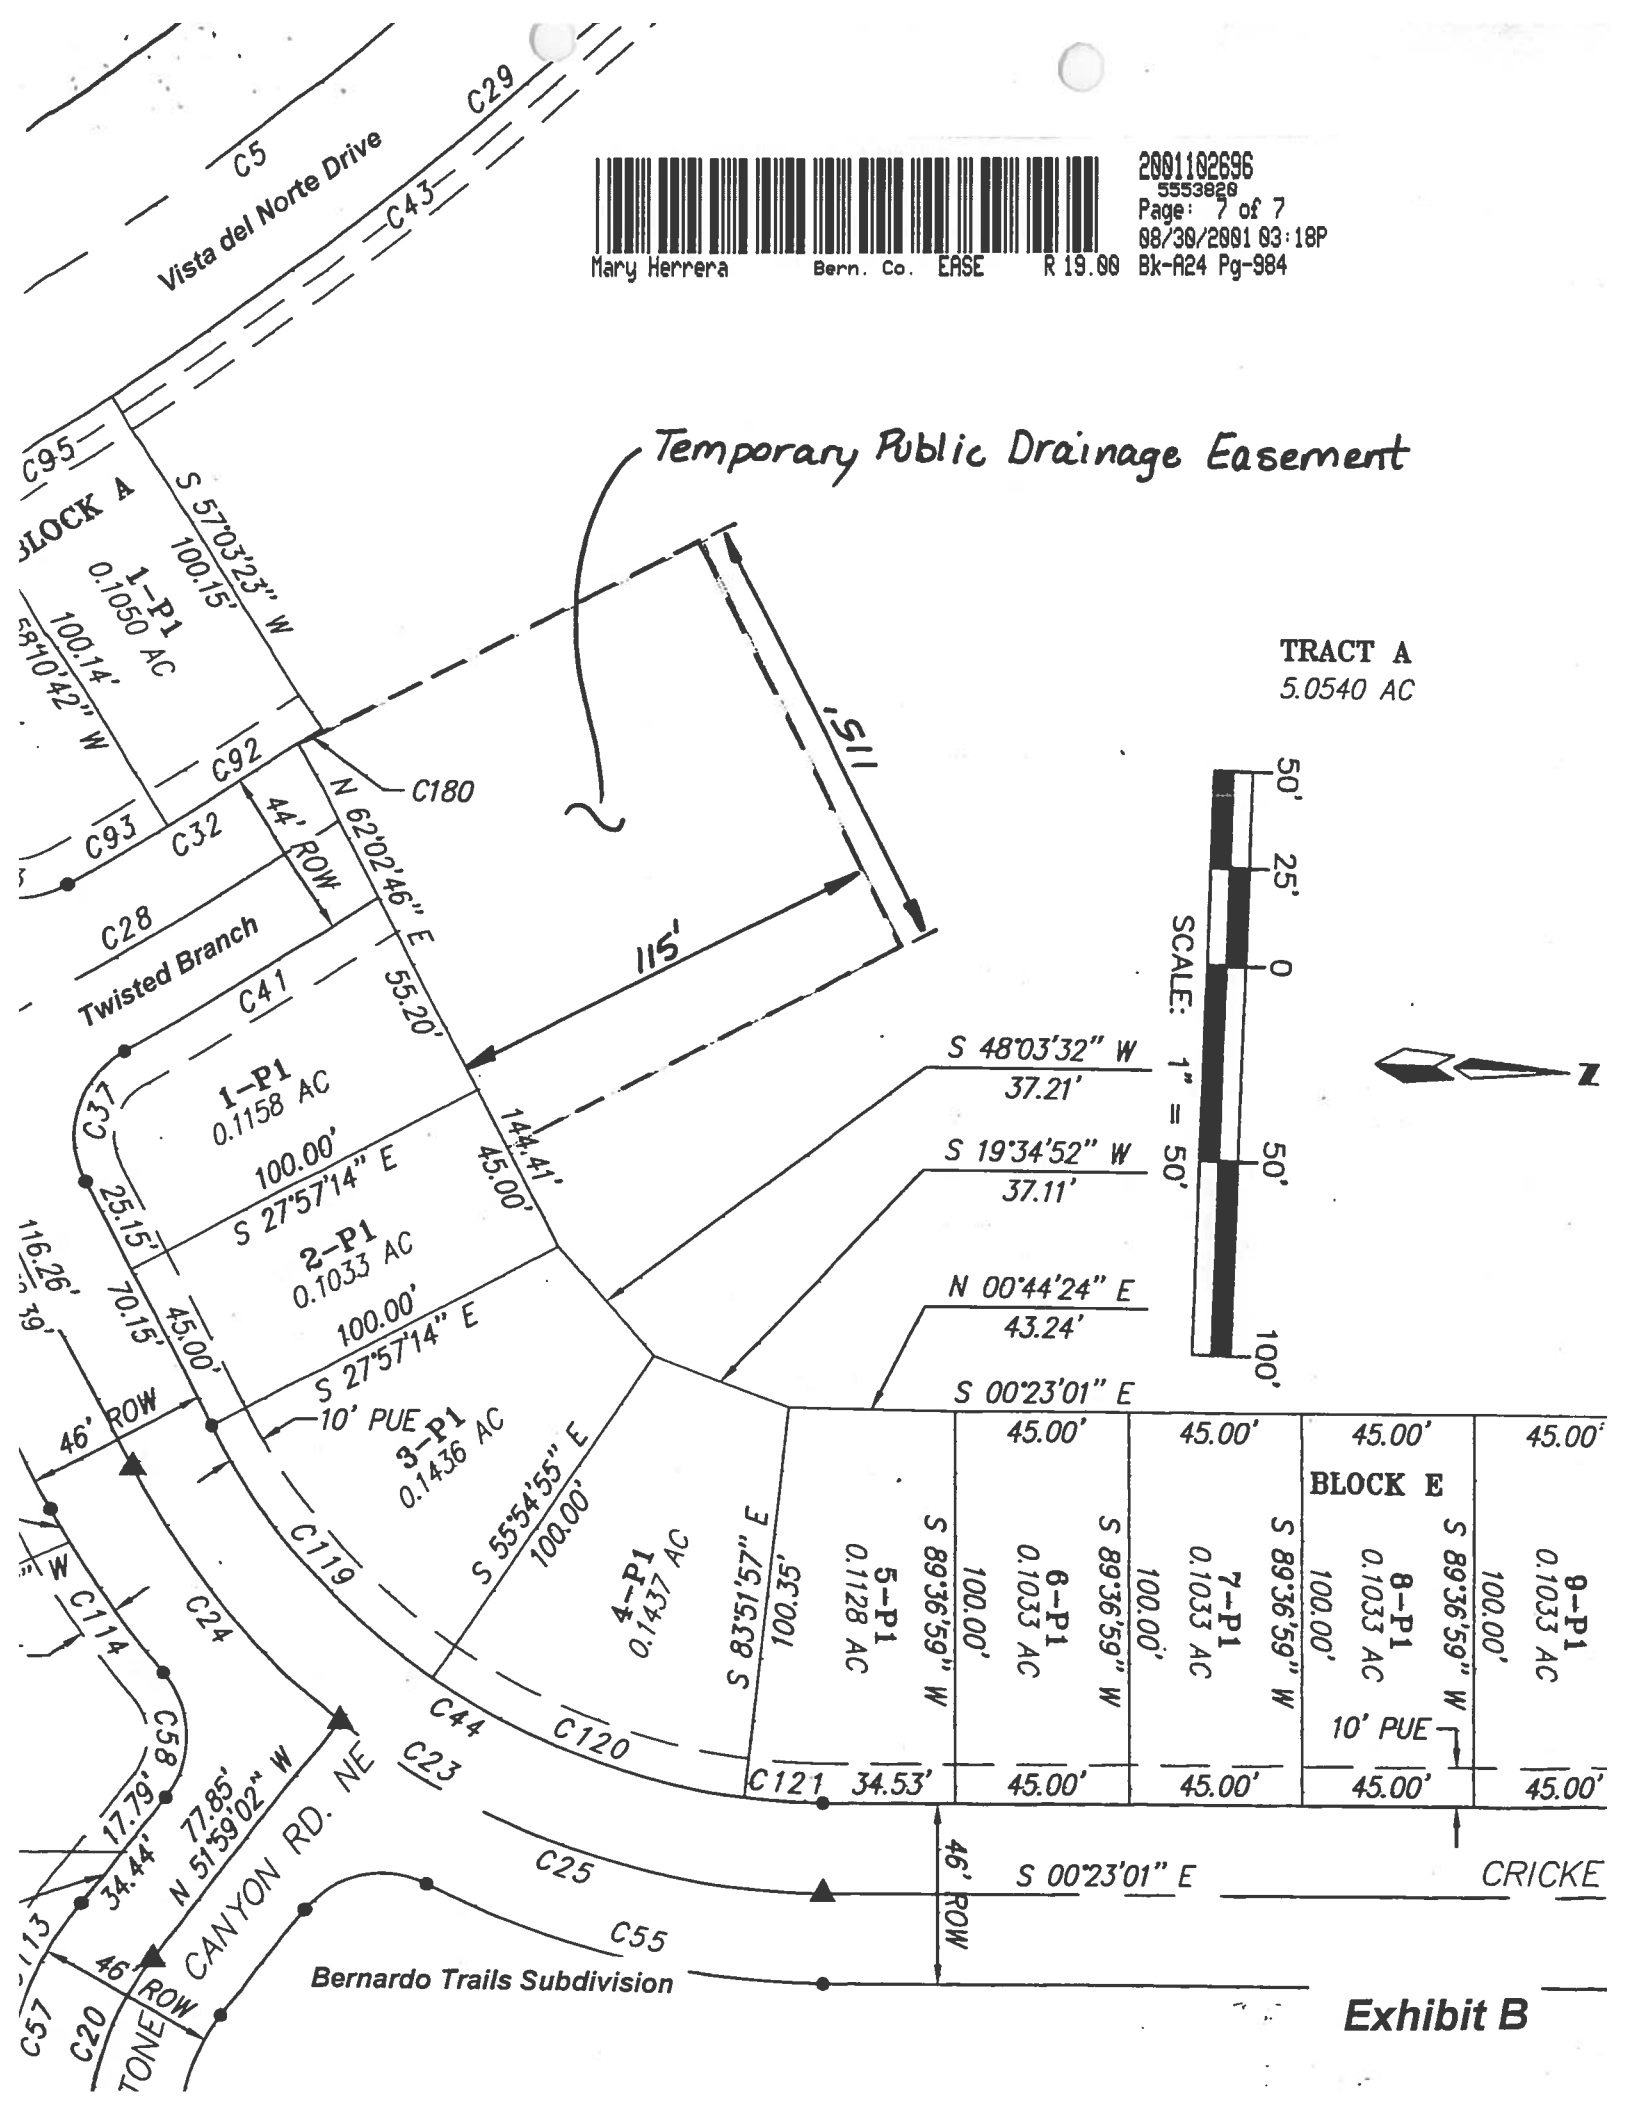 C29
C5
Vista del Norte Drive
C43
2001102696
5553820
Page: 7 of 7
08/30/2001 03:18P
Mary Herrera Bern. Co. EASE R 19.00 Bk-A24 Pg-984
Temporary Public Drainage Easement
C95
BLOCK A
S 57°03'23" W
100.15'
1-P1
0.1050 AC
100.14'
58°10'42" W
TRACT A
5.0540 AC
115'
C92
C180
C93
C32
44' ROW
N 62°02'46" E
C28
Twisted Branch
C41
55.20'
115'
50'
25'
0
50'
100'
SCALE: 1" = 50'
N
S 48°03'32" W
37.21'
S 19°34'52" W
37.11'
N 00°44'24" E
43.24'
S 00°23'01" E
C37
1-P1
0.1158 AC
100.00'
S 27°57'14" E
144.41'
45.00'
25.15'
2-P1
0.1033 AC
100.00'
S 27°57'14" E
116.26'
39'
70.15'
45.00'
46' ROW
10' PUE
3-P1
0.1436 AC
S 55°54'55" E
100.00'
45.00'
45.00'
45.00'
45.00'
BLOCK E
C119
4-P1
0.1437 AC
S 83°51'57" E
100.35'
5-P1
0.1128 AC
S 89°36'59" W
100.00'
6-P1
0.1033 AC
S 89°36'59" W
100.00'
7-P1
0.1033 AC
S 89°36'59" W
100.00'
8-P1
0.1033 AC
S 89°36'59" W
100.00'
9-P1
0.1033 AC
" W
C114
C24
C58
C44
C120
C23
10' PUE
C121
34.53'
45.00'
45.00'
45.00'
45.00'
17.79'
34.44'
77.85'
N 51°59'02" W
CANYON RD. NE
C25
46' ROW
S 00°23'01" E
CRICKE
C55
Bernardo Trails Subdivision
113
46' ROW
C57
C20
TONE
Exhibit B